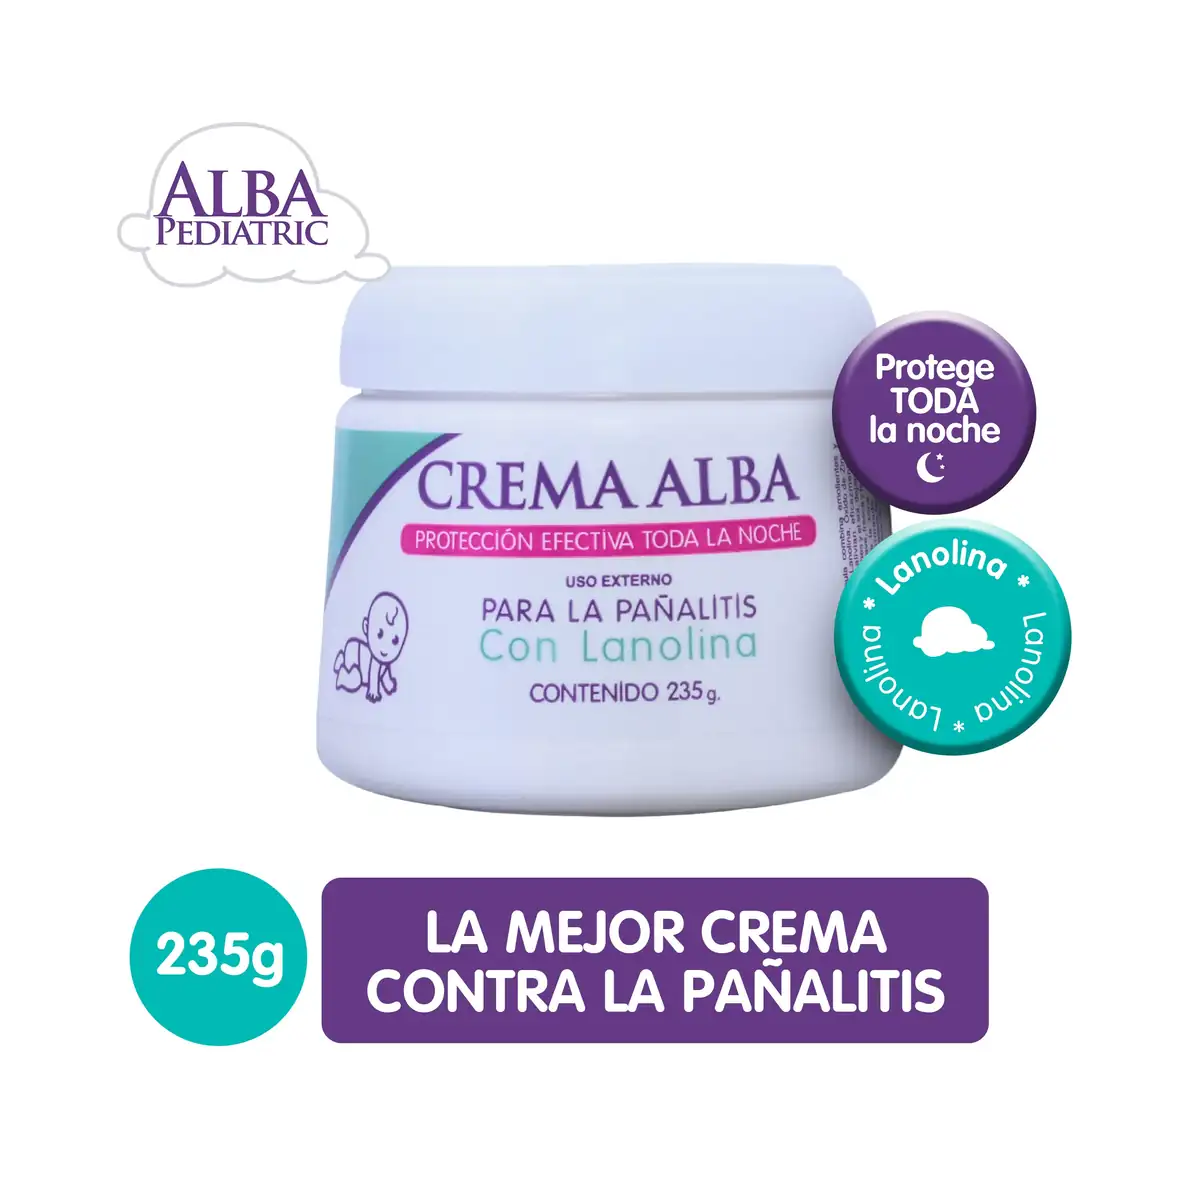 ALBA
PEDIATRIC
Protege
TODA
la noche
CREMA ALBA
PROTECCIÓN EFECTIVA TODA LA NOCHE
USO EXTERNO
PARA LA PAÑALITIS
Con Lanolina
CONTENIDO 235 g.
* Lanolina * Lanolina * Lanolina * Lanolina
235g
LA MEJOR CREMA
CONTRA LA PAÑALITIS